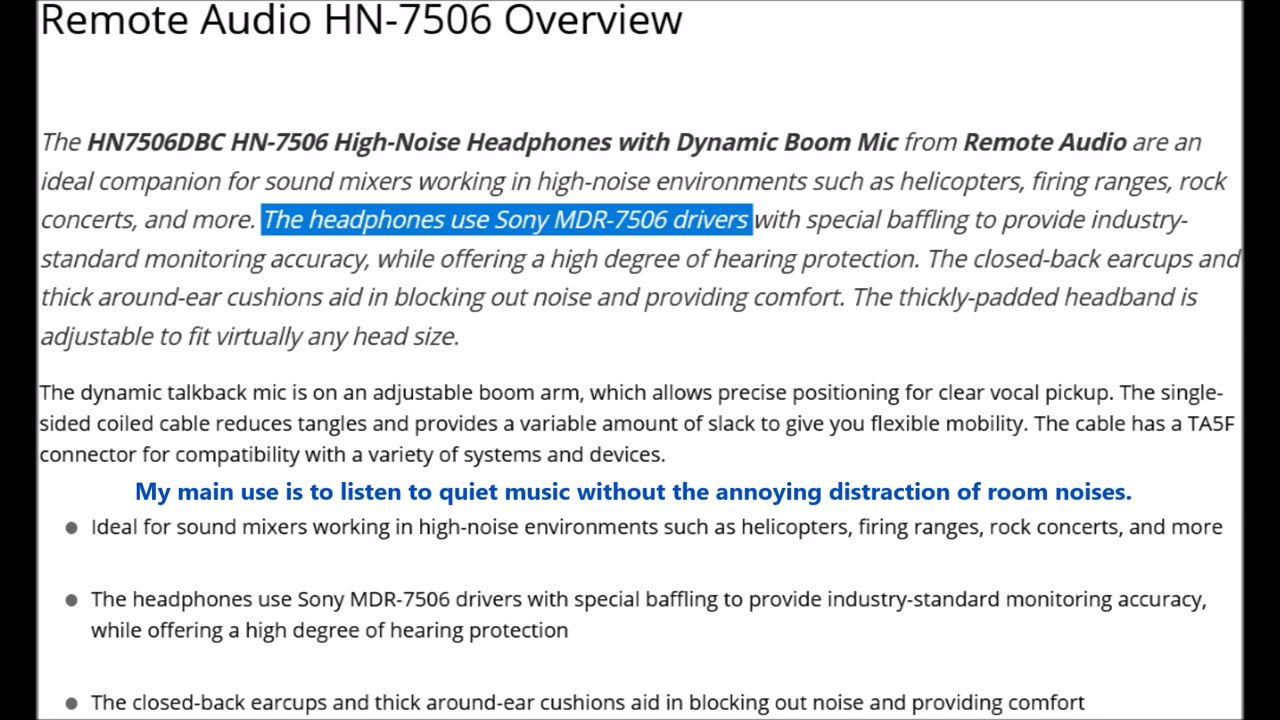 Remote Audio HN-7506 Overview
The HN7506DBC HN-7506 High-Noise Headphones with Dynamic Boom Mic from Remote Audio are an
ideal companion for sound mixers working in high-noise environments such as helicopters, firing ranges, rock
concerts, and more. The headphones use Sony MDR-7506 drivers with special baffling to provide industry-
standard monitoring accuracy, while offering a high degree of hearing protection. The closed-back earcups and
thick around-ear cushions aid in blocking out noise and providing comfort. The thickly-padded headband is
adjustable to fit virtually any head size.
The dynamic talkback mic is on an adjustable boom arm, which allows precise positioning for clear vocal pickup. The single-
sided coiled cable reduces tangles and provides a variable amount of slack to give you flexible mobility. The cable has a TA5F
connector for compatibility with a variety of systems and devices.
My main use is to listen to quiet music without the annoying distraction of room noises.
● Ideal for sound mixers working in high-noise environments such as helicopters, firing ranges, rock concerts, and more
● The headphones use Sony MDR-7506 drivers with special baffling to provide industry-standard monitoring accuracy,
while offering a high degree of hearing protection
● The closed-back earcups and thick around-ear cushions aid in blocking out noise and providing comfort